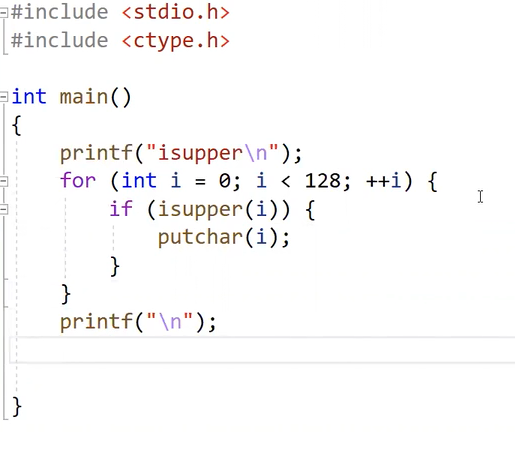 #include <stdio.h>
#include <ctype.h>
int main()
{
    printf("isupper\n");
    for (int i = 0; i < 128; ++i) {
        if (isupper(i)) {
            putchar(i);
        }
    }
    printf("\n");
}